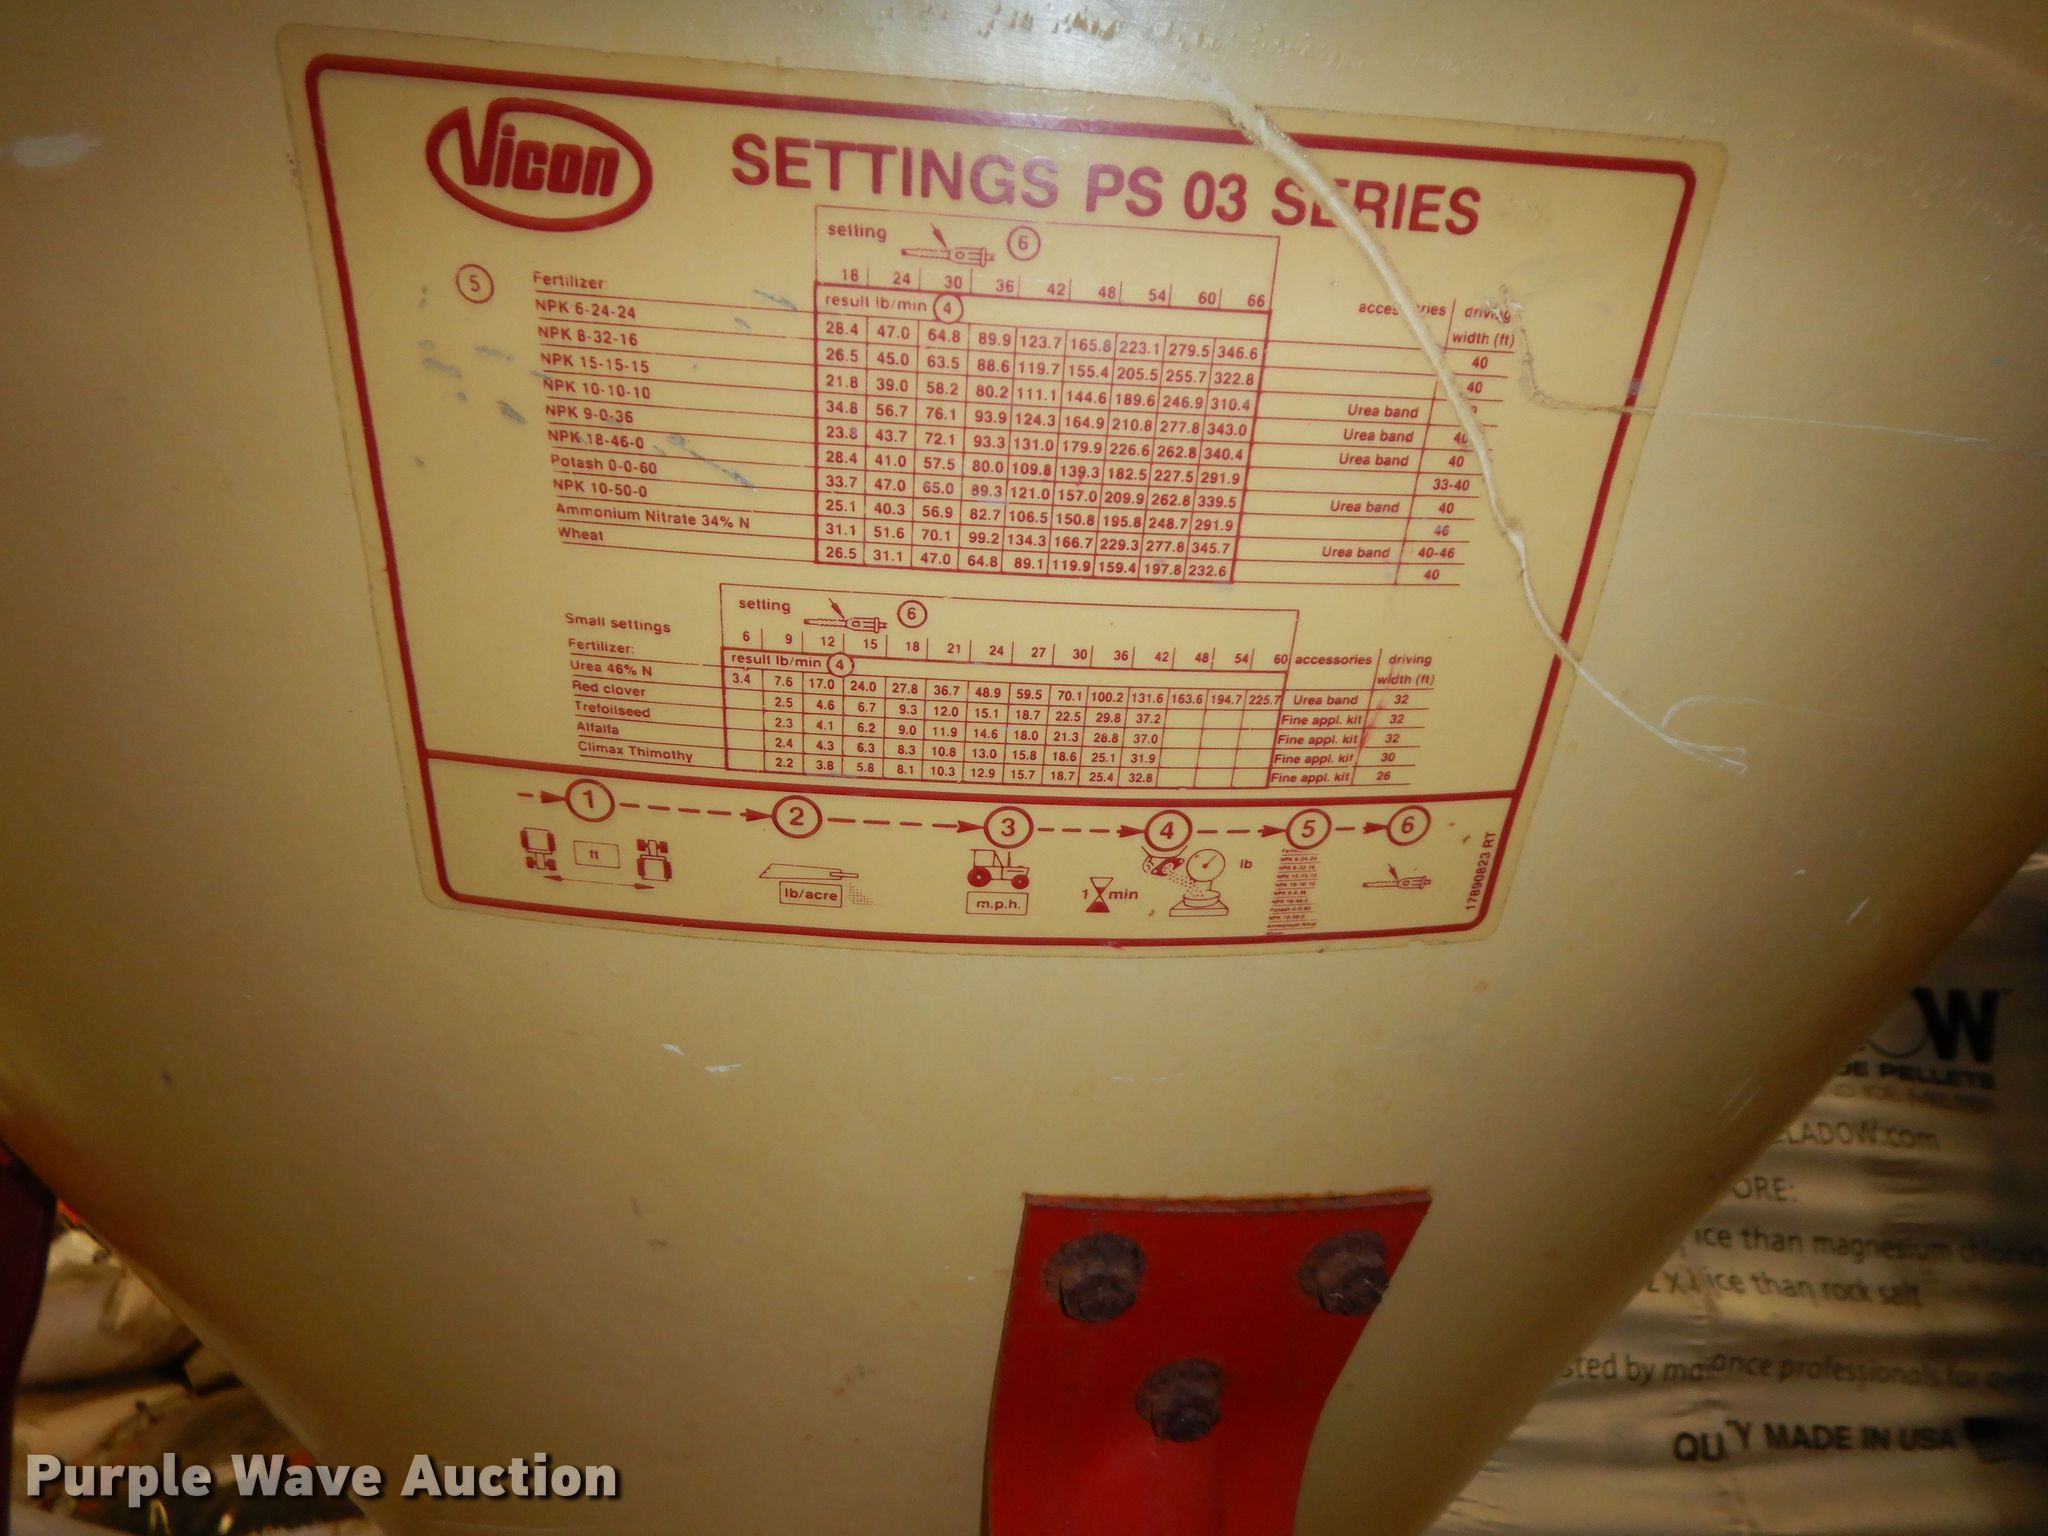 Vicon
SETTINGS PS 03 SERIES
setting 6
18 24 30 36 42 48 54 60 66
5 Fertilizer: result lb/min 4 driving
width (ft)
NPK 6-24-24 28.4 47.0 64.8 89.9 123.7 165.8 223.1 279.5 346.6 40
NPK 8-32-16 26.5 45.0 63.5 88.6 119.7 155.4 205.5 255.7 322.8 40
NPK 15-15-15 21.8 39.0 58.2 80.2 111.1 144.6 189.6 246.9 310.4 Urea band
NPK 10-10-10 34.8 56.7 76.1 93.9 124.3 164.9 210.8 277.8 343.0 Urea band 40
NPK 9-0-36 23.8 43.7 72.1 93.3 131.0 179.9 226.6 262.8 340.4 Urea band 40
NPK 18-46-0 28.4 41.0 57.5 80.0 109.8 139.3 182.5 227.5 291.9 33-40
Potash 0-0-60 33.7 47.0 65.0 89.3 121.0 157.0 209.9 262.8 339.5 Urea band 40
NPK 10-50-0 25.1 40.3 56.9 82.7 106.5 150.8 195.8 248.7 291.9 46
Ammonium Nitrate 34% N 31.1 51.6 70.1 99.2 134.3 166.7 229.3 277.8 345.7 Urea band 40-46
Wheat 26.5 31.1 47.0 64.8 89.1 119.9 159.4 197.8 232.6 40
setting 6
Small settings 6 9 12 15 18 21 24 27 30 36 42 48 54 60 accessories driving
Fertilizer: result lb/min 4 width (ft)
Urea 46% N 3.4 7.6 17.0 24.0 27.8 36.7 48.9 59.5 70.1 100.2 131.6 163.6 194.7 225.7 Urea band 32
Red clover 2.5 4.6 6.7 9.3 12.0 15.1 18.7 22.5 29.8 37.2 Fine appl. kit 32
Trefoilseed 2.3 4.1 6.2 9.0 11.9 14.6 18.0 21.3 28.8 37.0 Fine appl. kit 32
Alfalfa 2.4 4.3 6.3 8.3 10.8 13.0 15.8 18.6 25.1 31.9 Fine appl. kit 30
Climax Thimothy 2.2 3.8 5.8 8.1 10.3 12.9 15.7 18.7 25.4 32.8 Fine appl. kit 26
1 2 3 4 5 6
ft lb/acre m.p.h. 1 min lb
17890823 RT
OW
PELLETS
LADOW.com
ORE:
ice than magnesium
ice than rock salt
by professionals for
MADE IN USA
Purple Wave Auction